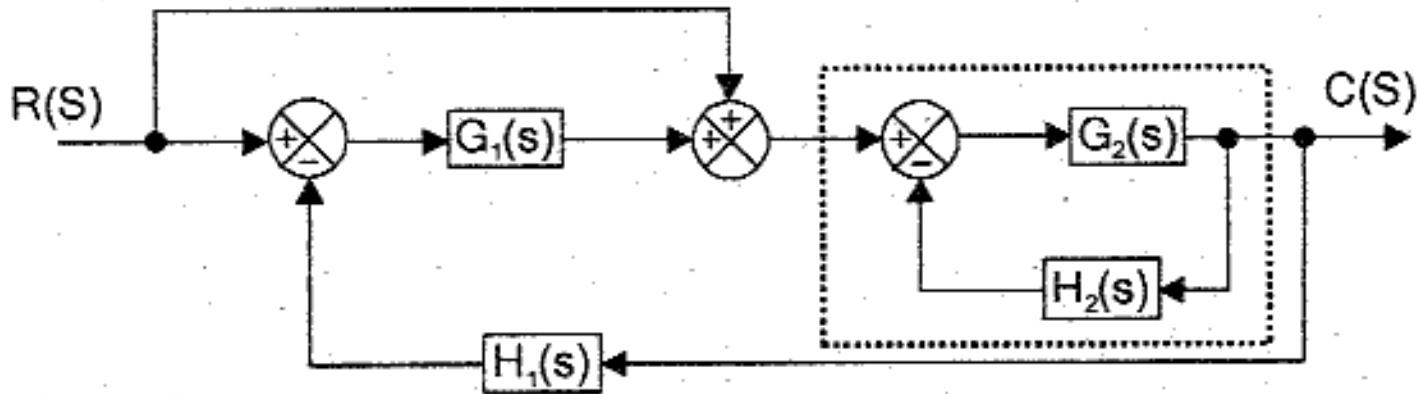 R(S)
C(S)
+
−
G₁(s)
+
+
+
−
G₂(s)
H₂(s)
H₁(s)